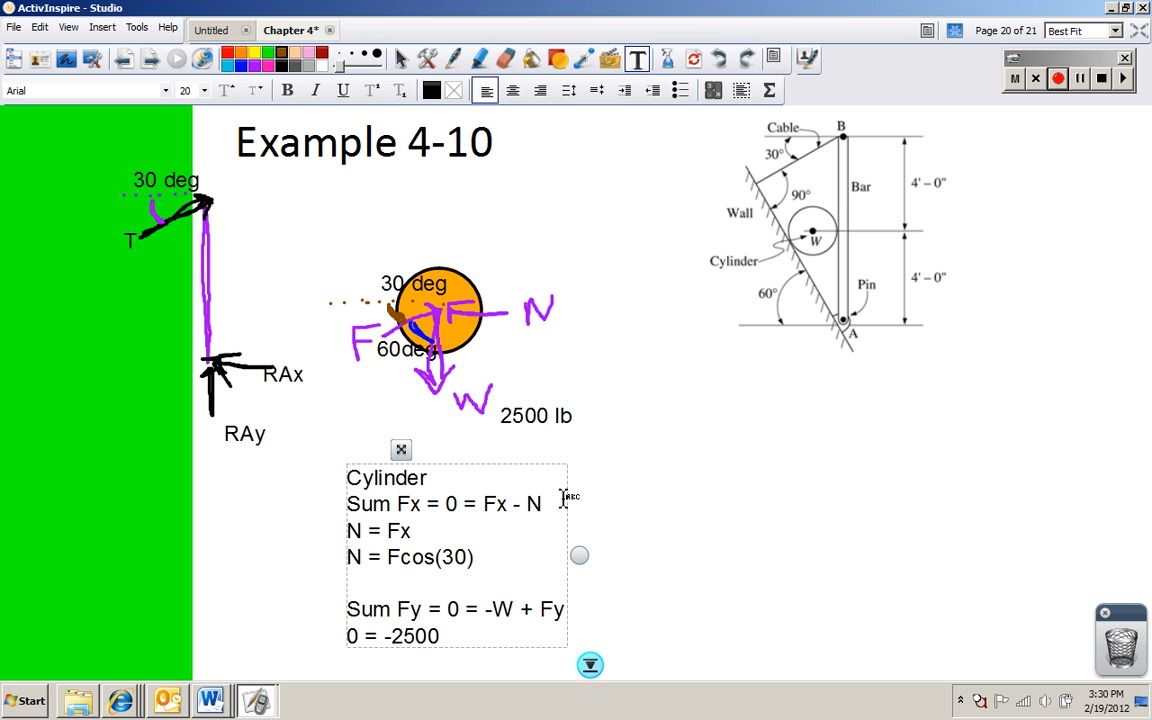 ActivInspire - Studio
File Edit View Insert Tools Help
Untitled
Chapter 4*
Page 20 of 21
Best Fit
Arial
20
B I U
Example 4-10
30 deg
T
RAx
RAy
30 deg
F
N
60deg
W
2500 lb
Cylinder
Sum Fx = 0 = Fx - N
N = Fx
N = Fcos(30)
Sum Fy = 0 = -W + Fy
0 = -2500
Cable
B
30°
4' – 0"
90°
Bar
Wall
W
Cylinder
4' – 0"
Pin
60°
A
ABC
M
Start
3:30 PM
2/19/2012